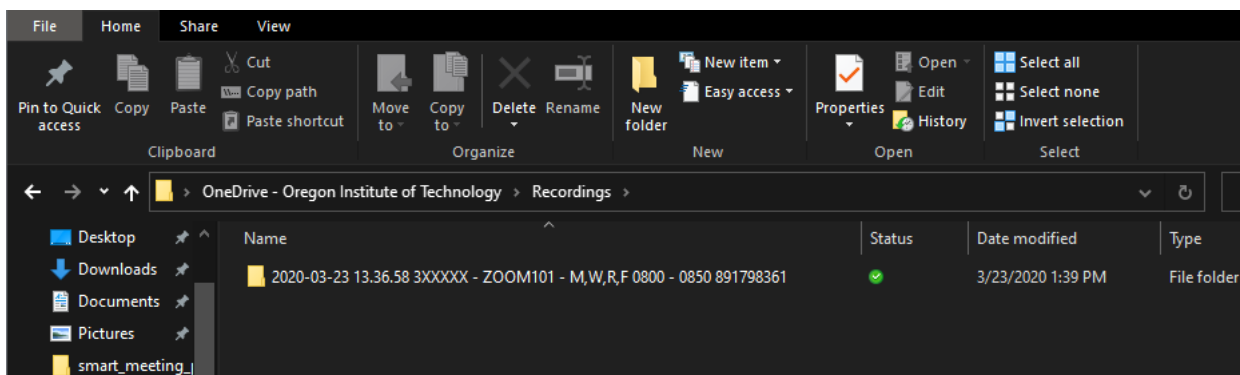 File Home Share View
Pin to Quick access
Copy
Paste
Cut
Copy path
Paste shortcut
Clipboard
Move to
Copy to
Delete
Rename
Organize
New folder
New item
Easy access
New
Properties
Open
Edit
History
Open
Select all
Select none
Invert selection
Select
OneDrive - Oregon Institute of Technology > Recordings >
Desktop
Downloads
Documents
Pictures
smart_meeting_
Name Status Date modified Type
2020-03-23 13.36.58 3XXXXX - ZOOM101 - M,W,R,F 0800 - 0850 891798361 3/23/2020 1:39 PM File folder